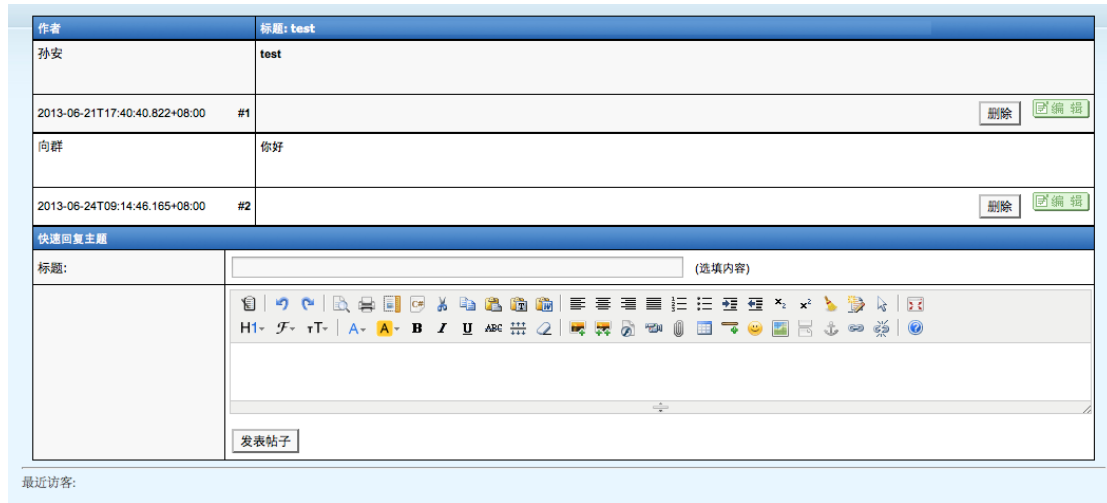 作者 标题: test
孙安 test
2013-06-21T17:40:40.822+08:00 #1 删除 编 辑
向群 你好
2013-06-24T09:14:46.165+08:00 #2 删除 编 辑
快速回复主题
标题: (选填内容)
H1 F TT A A B I U ABC
发表帖子
最近访客: